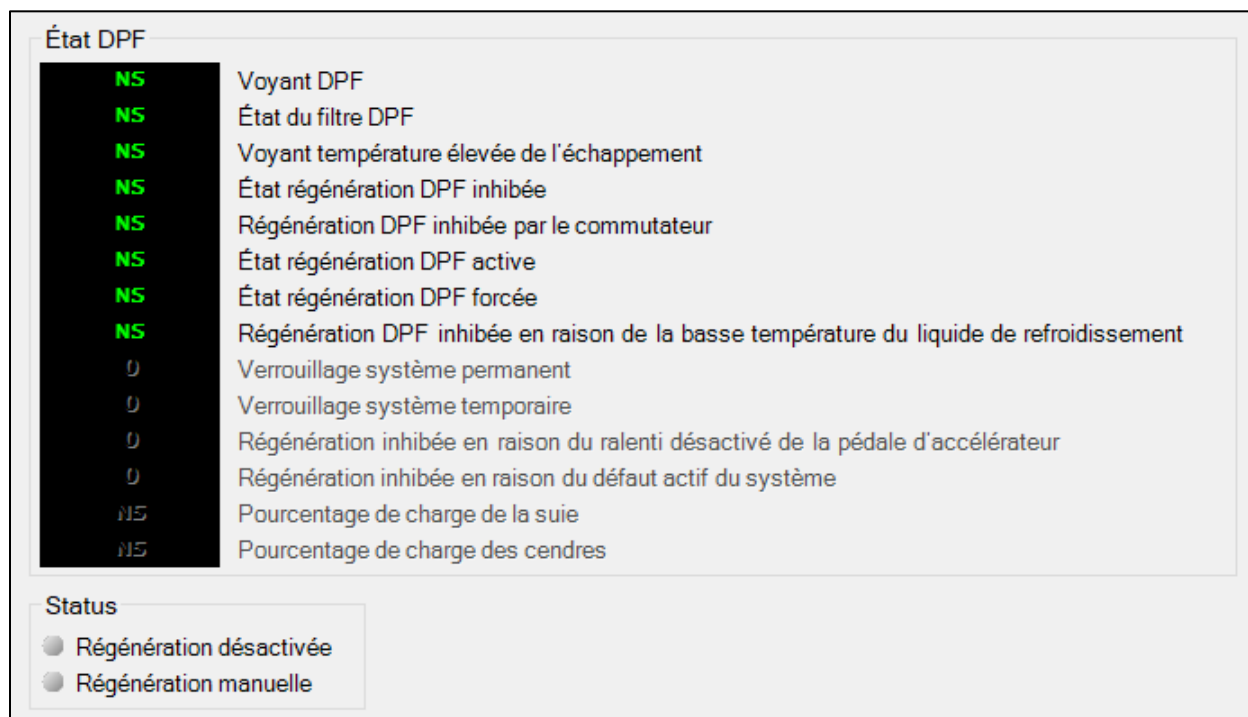 État DPF
NS Voyant DPF
NS État du filtre DPF
NS Voyant température élevée de l'échappement
NS État régénération DPF inhibée
NS Régénération DPF inhibée par le commutateur
NS État régénération DPF active
NS État régénération DPF forcée
NS Régénération DPF inhibée en raison de la basse température du liquide de refroidissement
0 Verrouillage système permanent
0 Verrouillage système temporaire
0 Régénération inhibée en raison du ralenti désactivé de la pédale d'accélérateur
0 Régénération inhibée en raison du défaut actif du système
NS Pourcentage de charge de la suie
NS Pourcentage de charge des cendres
Status
Régénération désactivée
Régénération manuelle